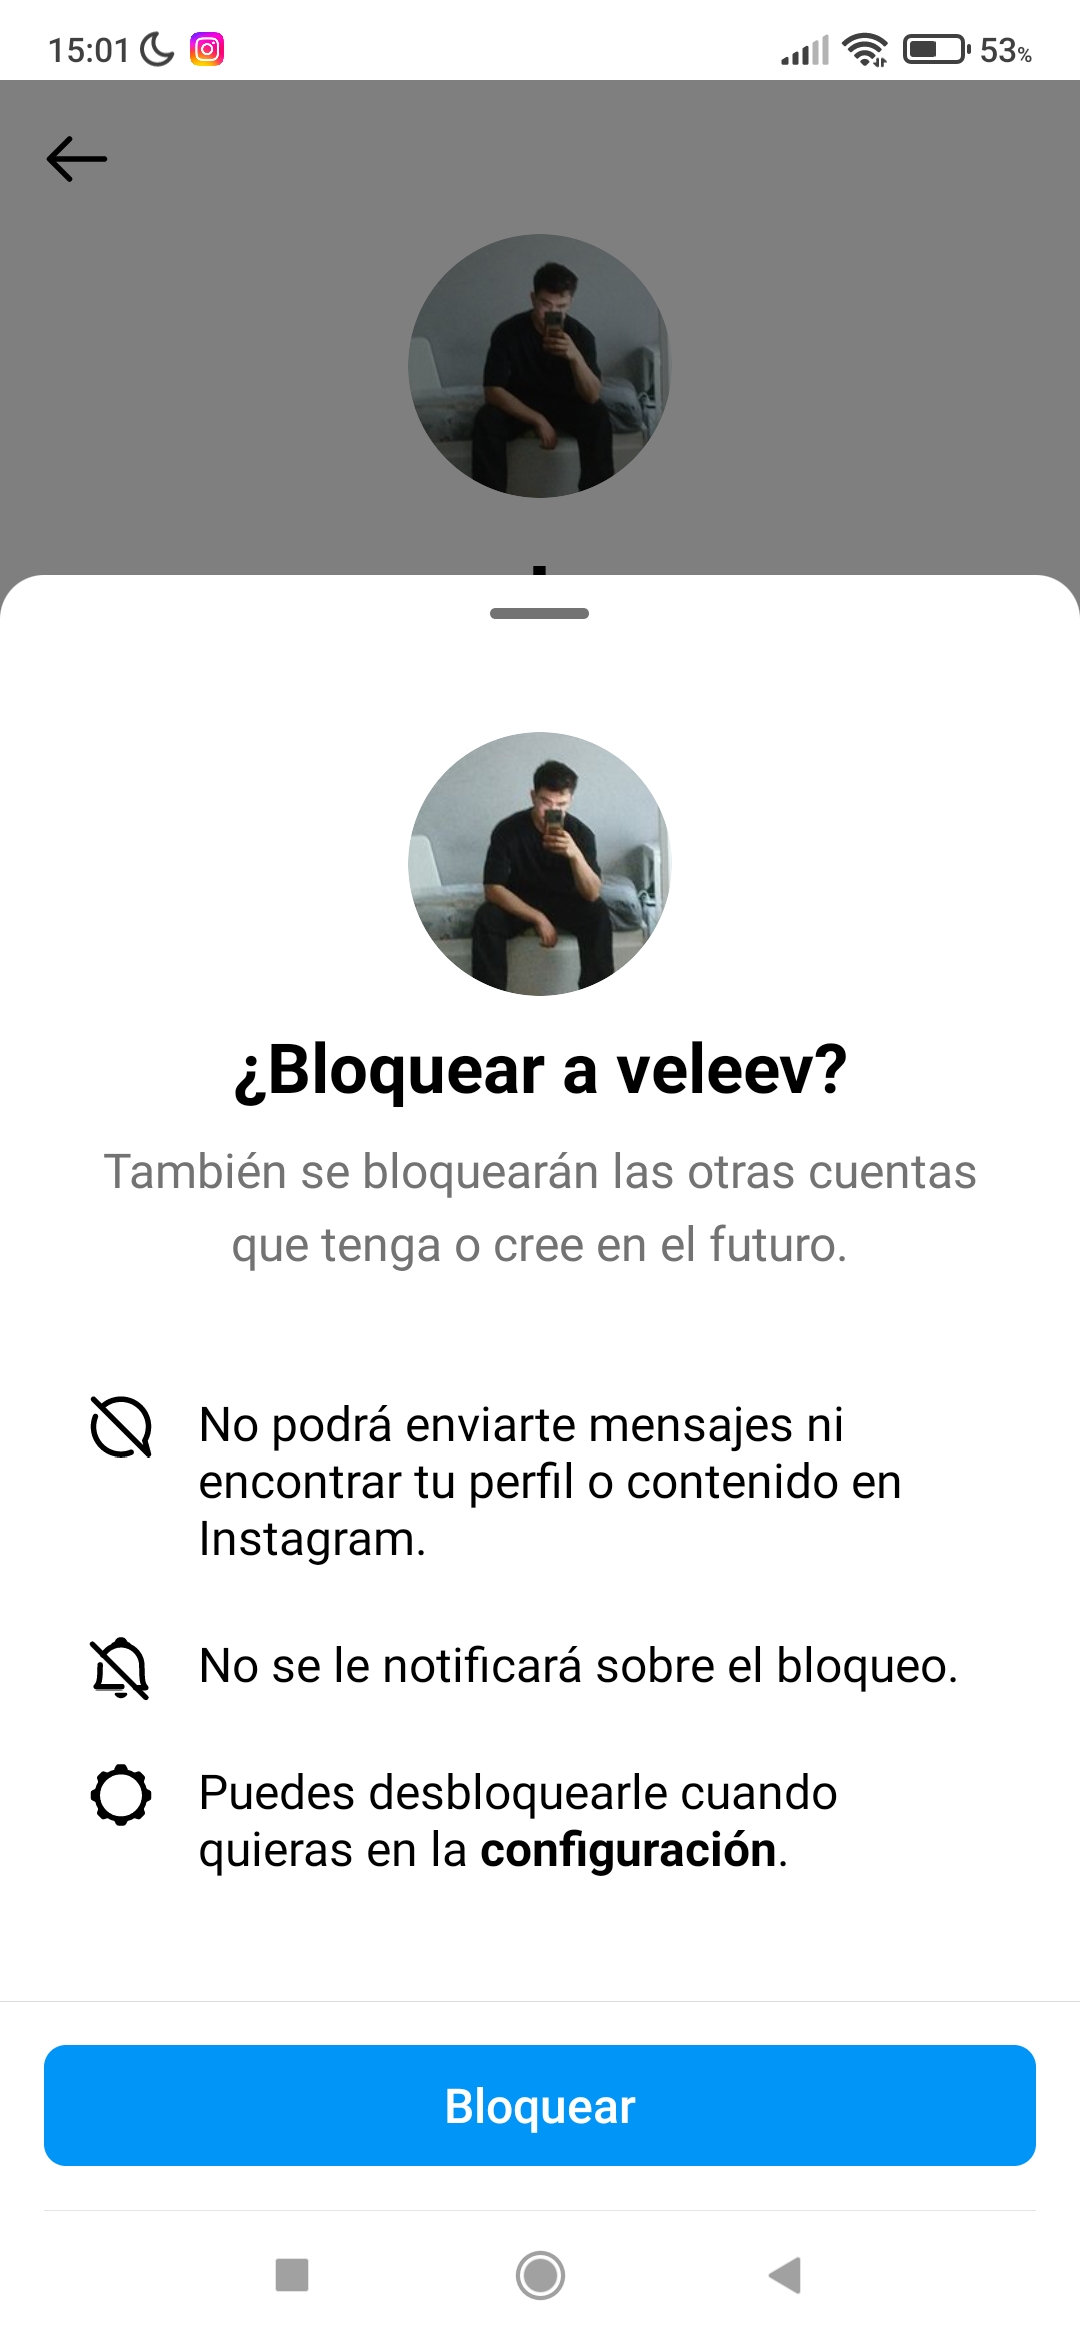 15:01
53%
¿Bloquear a veleev?
También se bloquearán las otras cuentas
que tenga o cree en el futuro.
No podrá enviarte mensajes ni
encontrar tu perfil o contenido en
Instagram.
No se le notificará sobre el bloqueo.
Puedes desbloquearle cuando
quieras en la configuración.
Bloquear